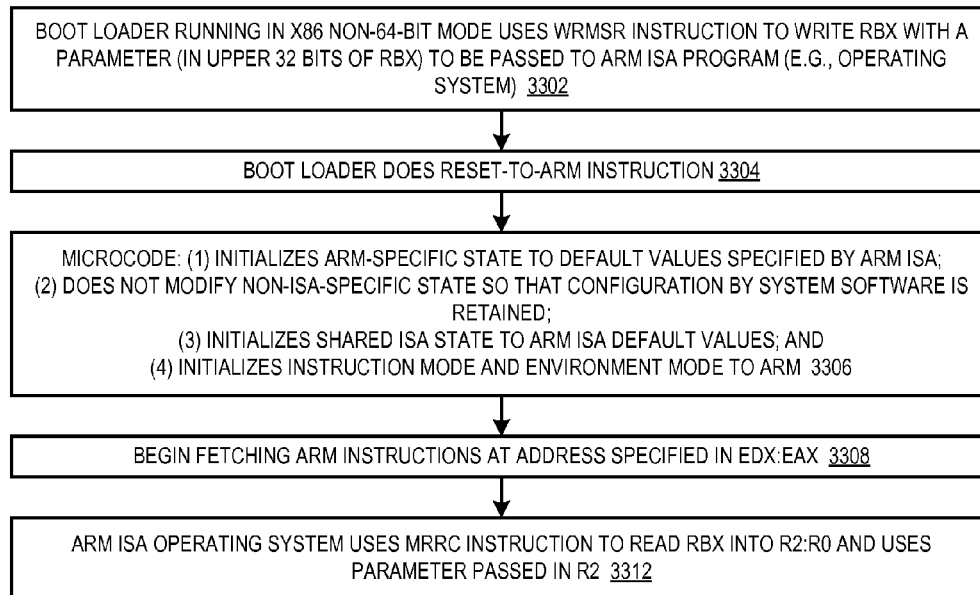 BOOT LOADER RUNNING IN X86 NON-64-BIT MODE USES WRMSR INSTRUCTION TO WRITE RBX WITH A
PARAMETER (IN UPPER 32 BITS OF RBX) TO BE PASSED TO ARM ISA PROGRAM (E.G., OPERATING
SYSTEM) 3302
BOOT LOADER DOES RESET-TO-ARM INSTRUCTION 3304
MICROCODE: (1) INITIALIZES ARM-SPECIFIC STATE TO DEFAULT VALUES SPECIFIED BY ARM ISA;
(2) DOES NOT MODIFY NON-ISA-SPECIFIC STATE SO THAT CONFIGURATION BY SYSTEM SOFTWARE IS
RETAINED;
(3) INITIALIZES SHARED ISA STATE TO ARM ISA DEFAULT VALUES; AND
(4) INITIALIZES INSTRUCTION MODE AND ENVIRONMENT MODE TO ARM 3306
BEGIN FETCHING ARM INSTRUCTIONS AT ADDRESS SPECIFIED IN EDX:EAX 3308
ARM ISA OPERATING SYSTEM USES MRRC INSTRUCTION TO READ RBX INTO R2:R0 AND USES
PARAMETER PASSED IN R2 3312